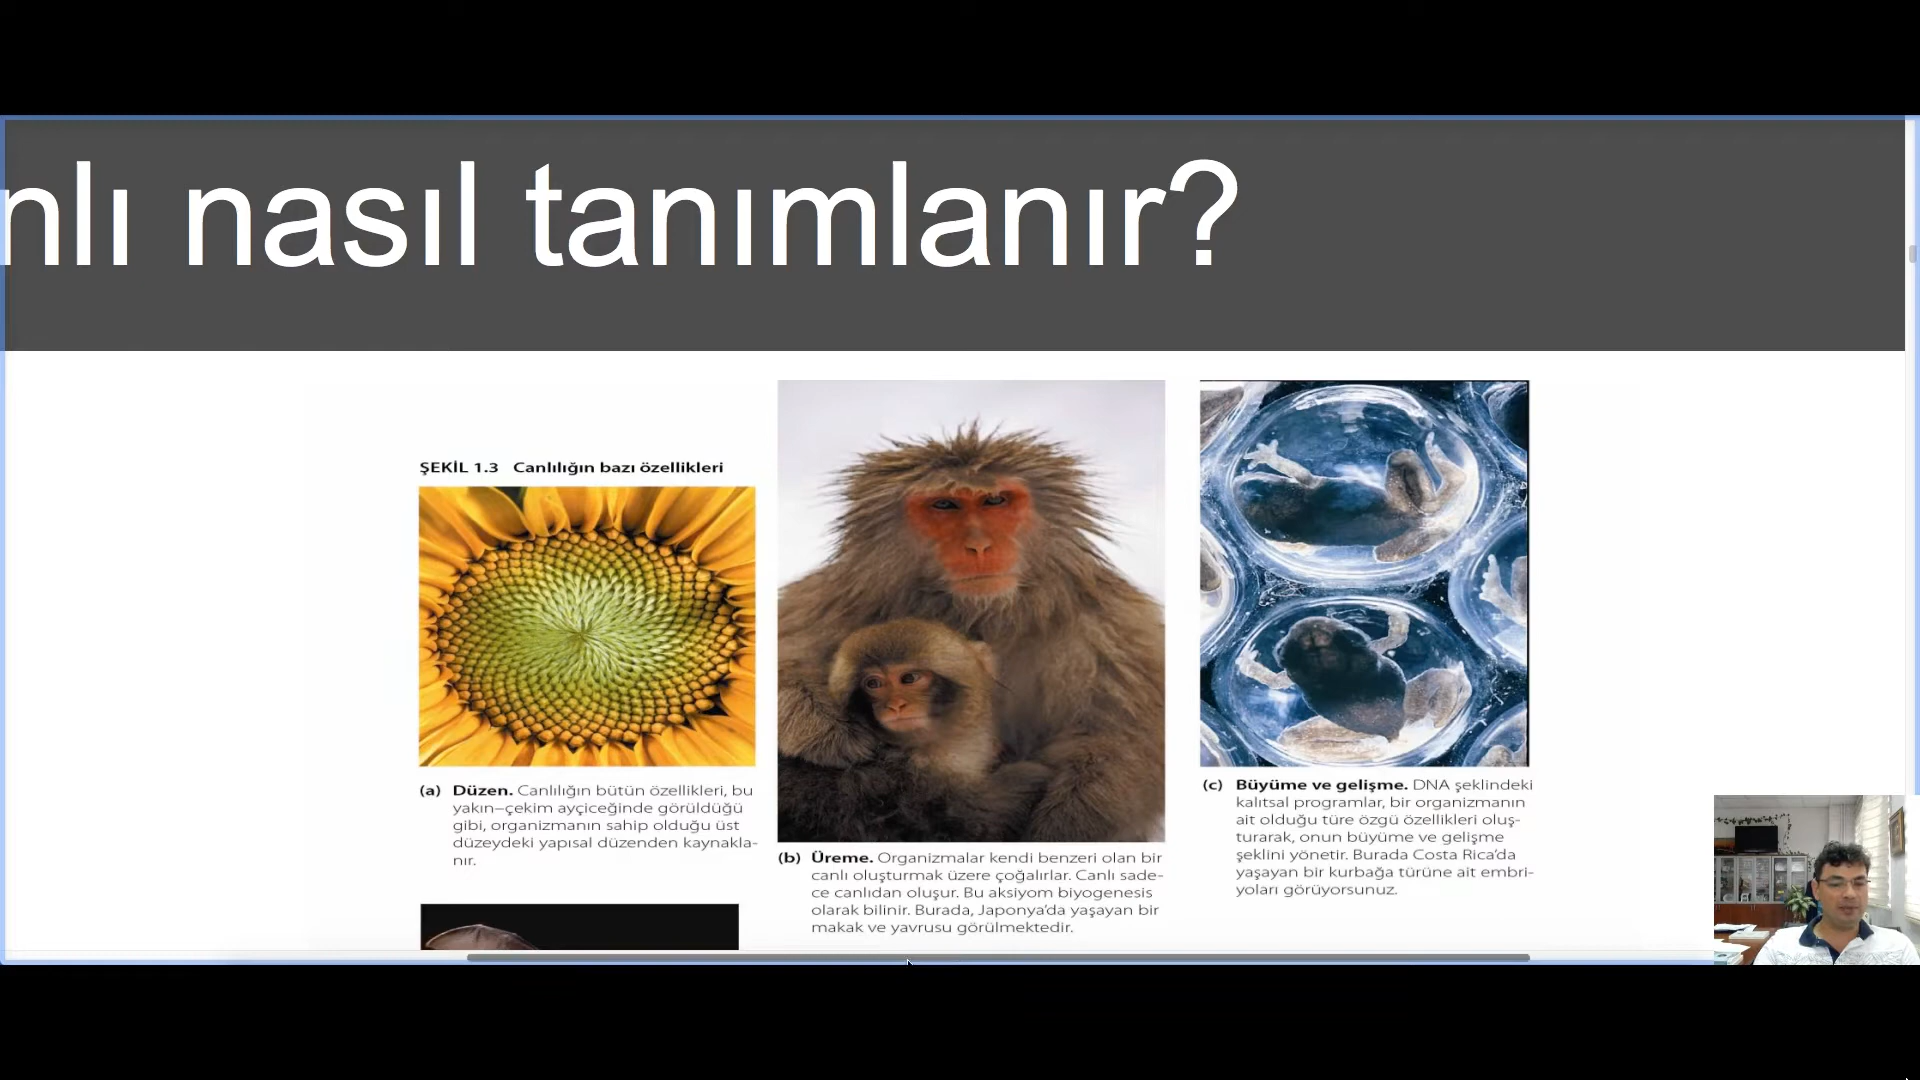 nlı nasıl tanımlanır?
ŞEKİL 1.3 Canlılığın bazı özellikleri
(a) Düzen. Canlılığın bütün özellikleri, bu
yakın–çekim ayçiceğinde görüldüğü
gibi, organizmanın sahip olduğu üst
düzeydeki yapısal düzenden kaynakla-
nır.
(b) Üreme. Organizmalar kendi benzeri olan bir
canlı oluşturmak üzere çoğalırlar. Canlı sade-
ce canlıdan oluşur. Bu aksiyom biyogenesis
olarak bilinir. Burada, Japonya’da yaşayan bir
makak ve yavrusu görülmektedir.
(c) Büyüme ve gelişme. DNA şeklindeki
kalıtsal programlar, bir organizmanın
ait olduğu türe özgü özellikleri oluş-
turarak, onun büyüme ve gelişme
şeklini yönetir. Burada Costa Rica’da
yaşayan bir kurbağa türüne ait embri-
yoları görüyorsunuz.